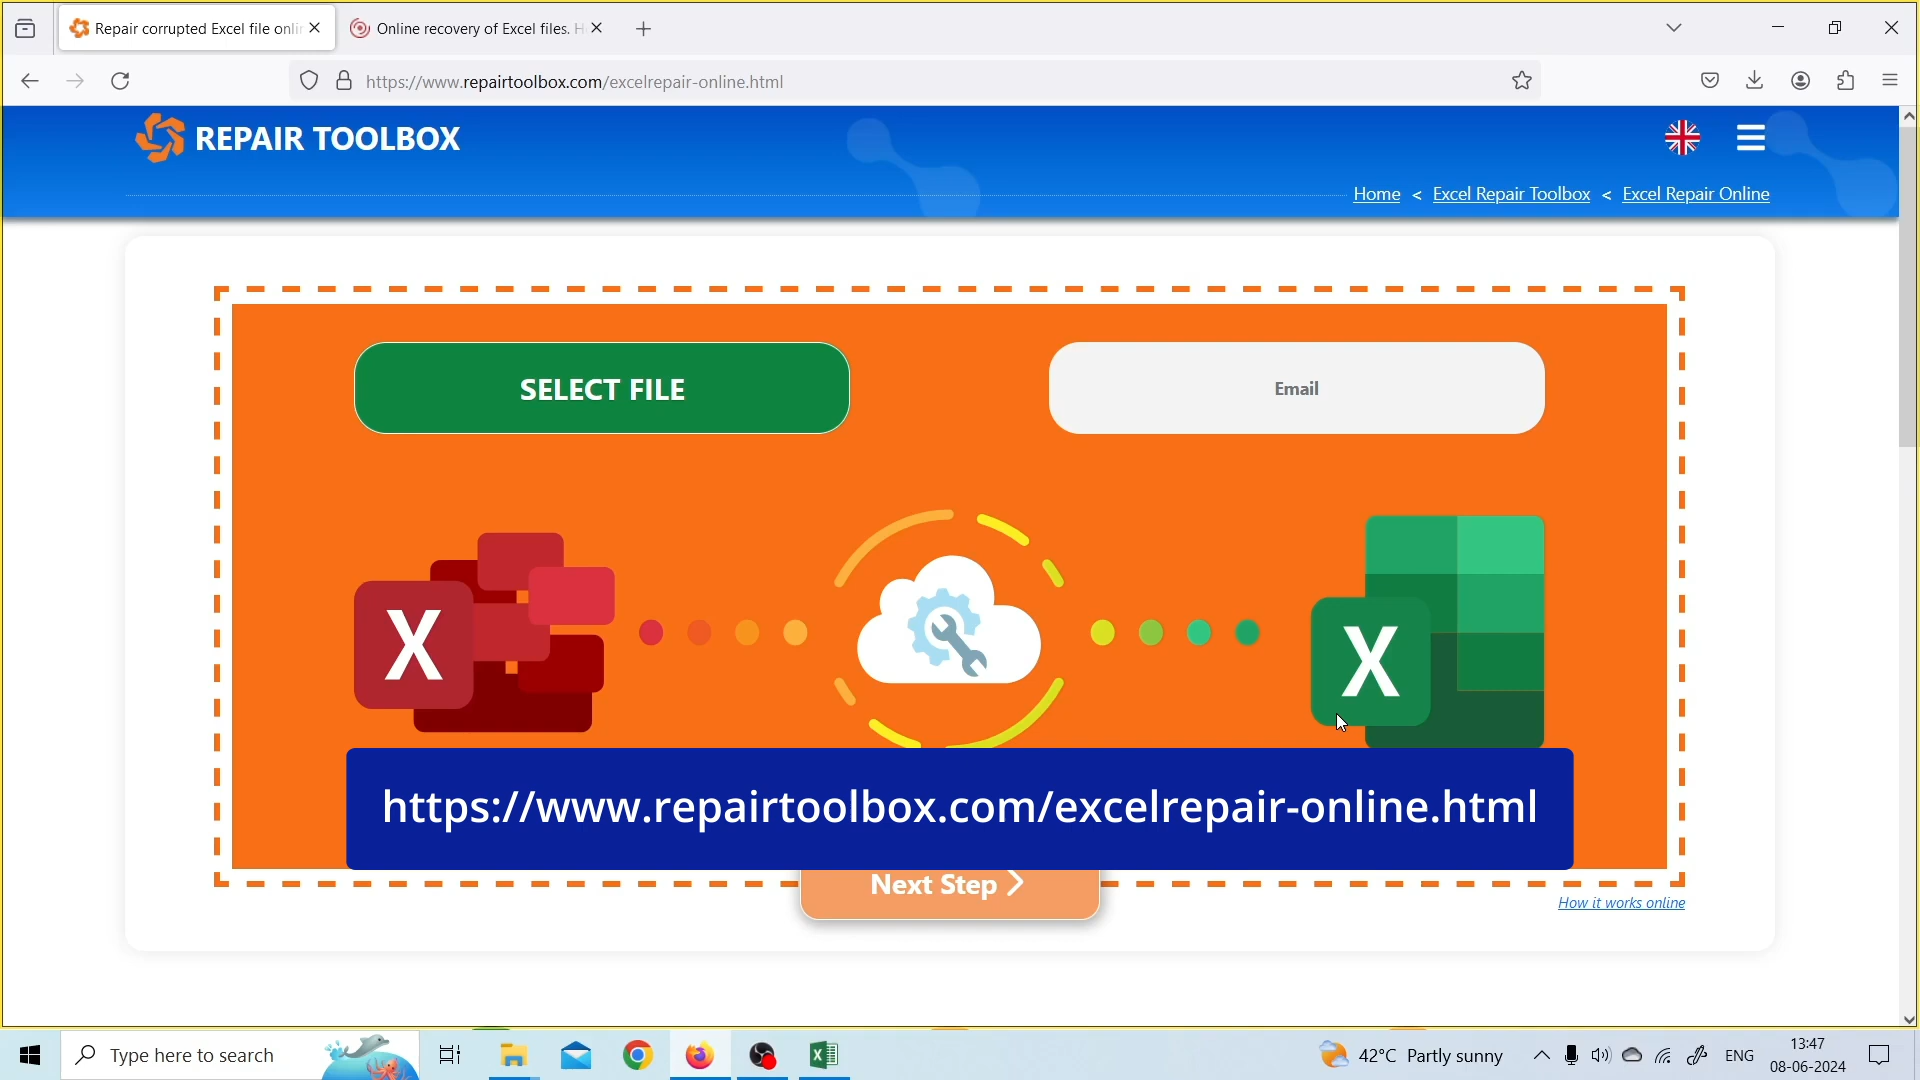 Repair corrupted Excel file onli
Online recovery of Excel files. H
https://www.repairtoolbox.com/excelrepair-online.html
REPAIR TOOLBOX
Home < Excel Repair Toolbox < Excel Repair Online
SELECT FILE
Email
X
X
https://www.repairtoolbox.com/excelrepair-online.html
Next Step
How it works online
Type here to search
42°C Partly sunny
ENG
13:47
08-06-2024